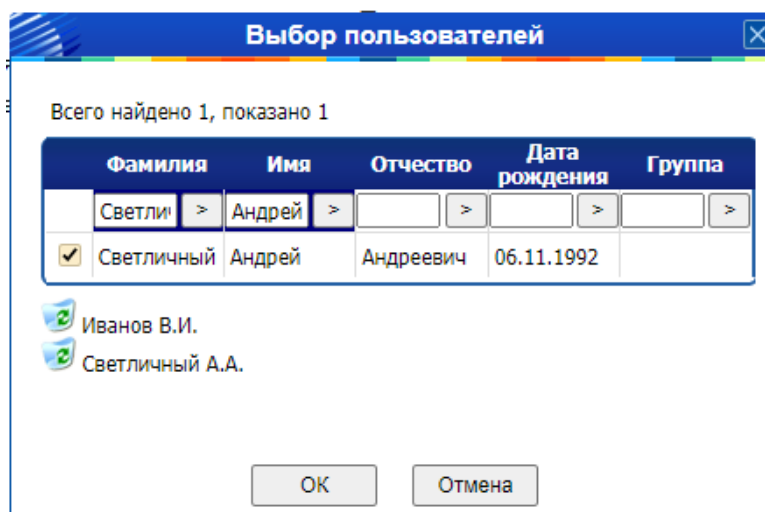 Выбор пользователей
Всего найдено 1, показано 1
Фамилия Имя Отчество Дата рождения Группа
Светли > Андрей > > > >
Светличный Андрей Андреевич 06.11.1992
Иванов В.И.
Светличный А.А.
ОК Отмена